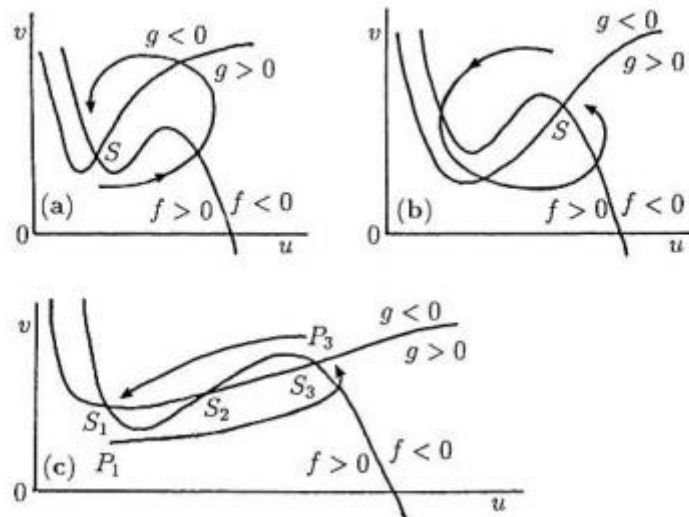 v
g < 0
g > 0
S
(a)
f > 0
f < 0
0
u
v
g < 0
g > 0
S
(b)
f > 0
f < 0
0
u
v
P₃
g < 0
g > 0
S₁
S₂
S₃
P₁
(c)
f > 0
f < 0
0
u